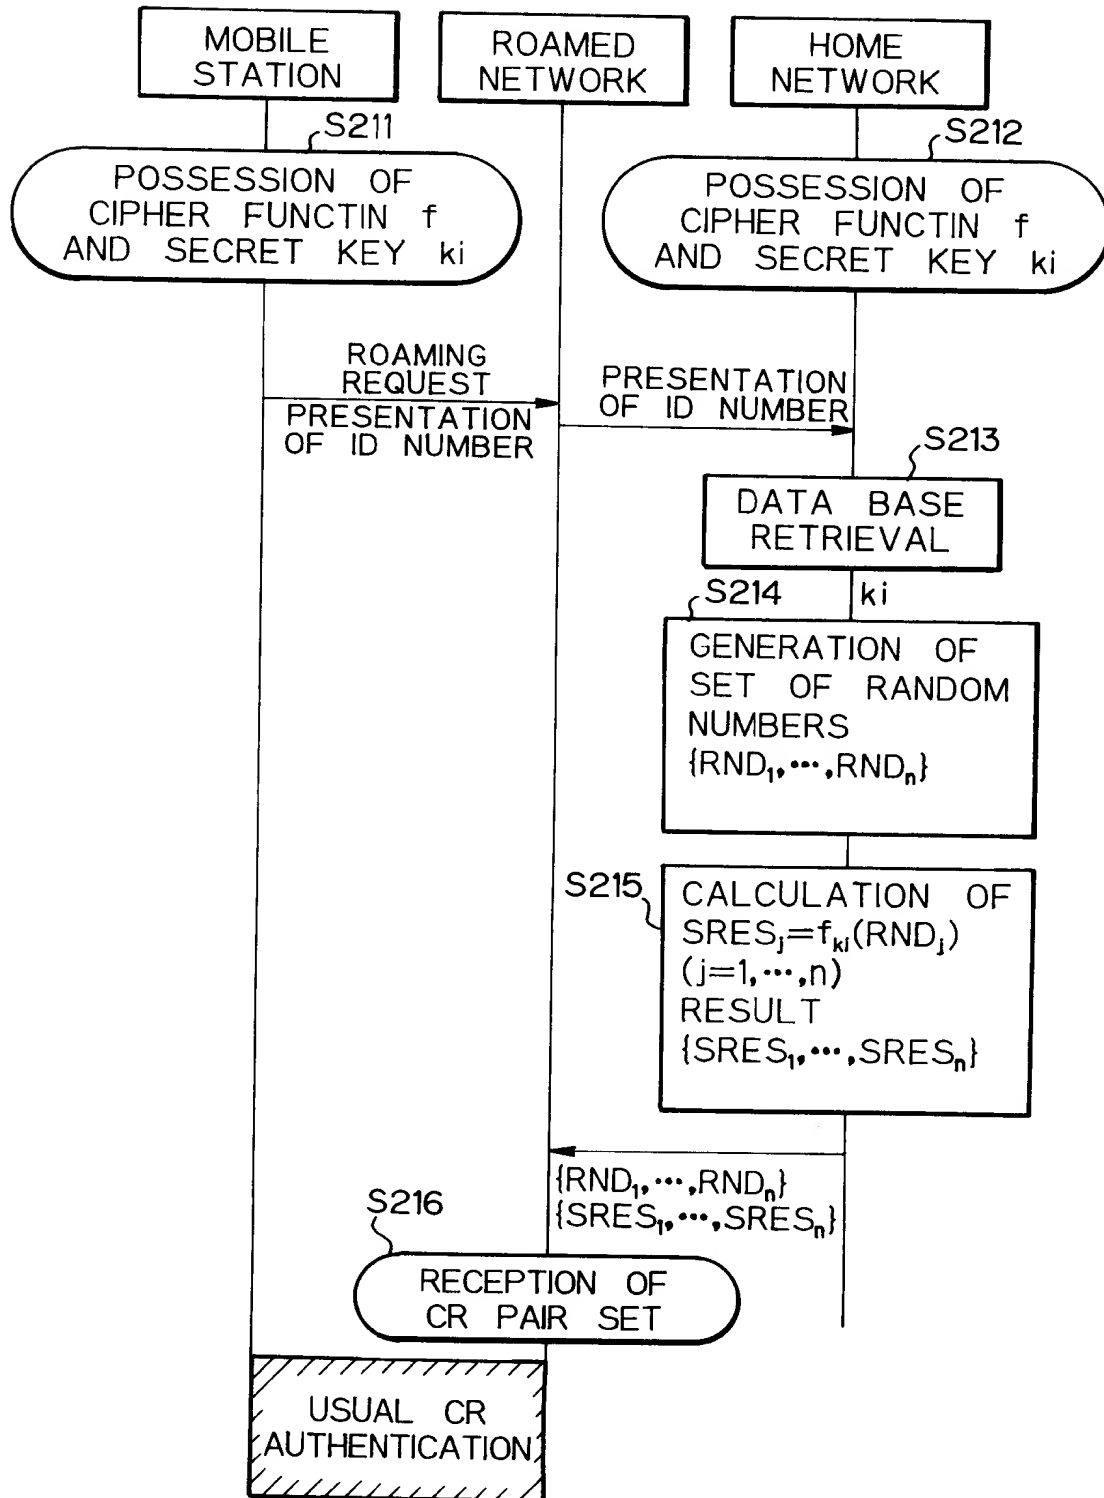 MOBILE
STATION
ROAMED
NETWORK
HOME
NETWORK
S211
S212
POSSESSION OF
CIPHER FUNCTIN f
AND SECRET KEY ki
POSSESSION OF
CIPHER FUNCTIN f
AND SECRET KEY ki
ROAMING
REQUEST
PRESENTATION
OF ID NUMBER
PRESENTATION
OF ID NUMBER
S213
DATA BASE
RETRIEVAL
ki
S214
GENERATION OF
SET OF RANDOM
NUMBERS
{RND₁,•••,RNDₙ}
S215
CALCULATION OF
SRESⱼ=fₖᵢ(RNDⱼ)
(j=1,•••,n)
RESULT
{SRES₁,•••,SRESₙ}
{RND₁,•••,RNDₙ}
{SRES₁,•••,SRESₙ}
S216
RECEPTION OF
CR PAIR SET
USUAL CR
AUTHENTICATION